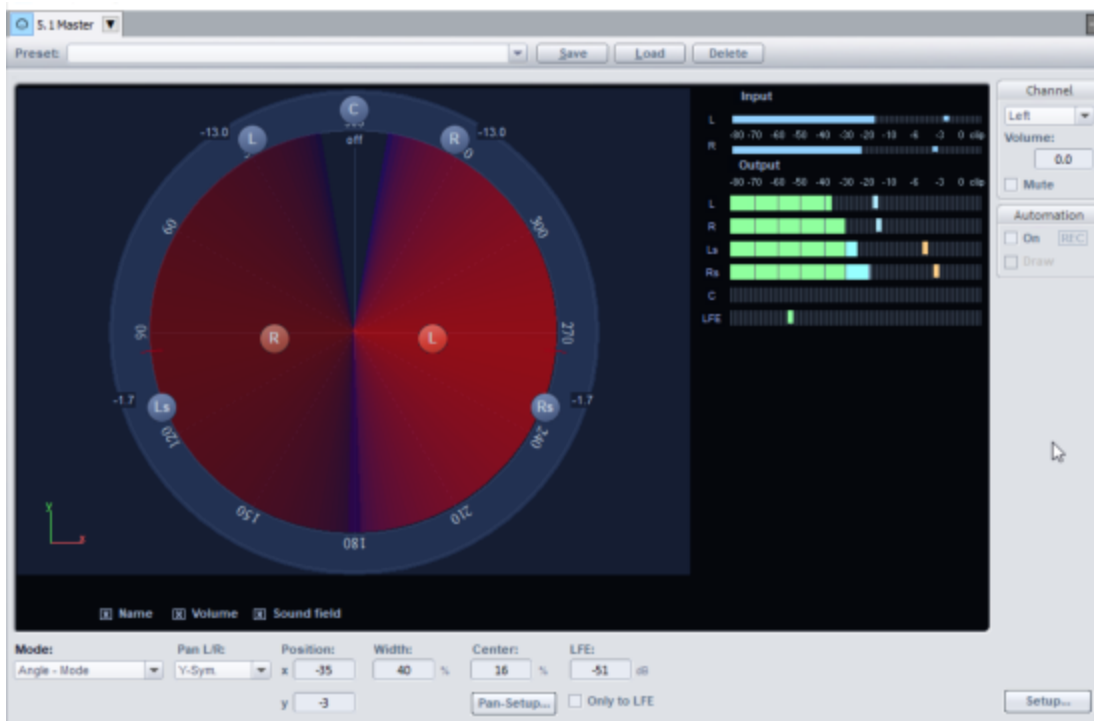 5.1 Master
Preset: Save Load Delete
Input
L
-80 -70 -60 -50 -40 -30 -20 -10 -6 -3 0 clip
R
Output
-80 -70 -60 -50 -40 -30 -20 -10 -6 -3 0 clip
L
R
Ls
Rs
C
LFE
C
-13.0 L R -13.0
off
0
60 300
90 270
R L
-1.7 Ls Rs -1.7
120 240
150 210
180
y
x
Name Volume Sound field
Channel
Left
Volume:
0.0
Mute
Automation
On REC
Draw
Mode: Pan L/R: Position: Width: Center: LFE:
Angle - Mode Y-Sym. x -35 40 % 16 % -51 dB
y -3 Pan-Setup... Only to LFE
Setup...